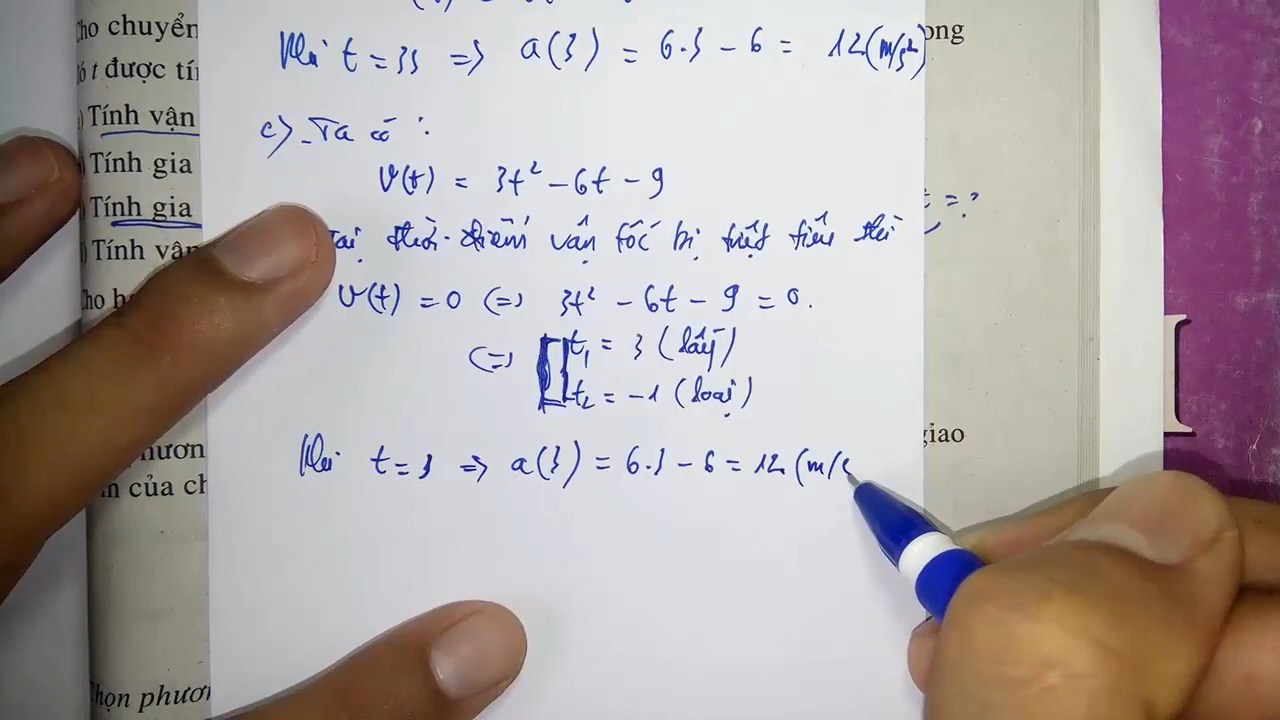 Cho chuyển
ong
Khi t = 3s => a(3) = 6.3 - 6 = 12(m/s²)
ó t được tí
) Tính vận
c) Ta có :
) Tính gia
v(t) = 3t² - 6t - 9
) Tính gia
t = ?
Tại thời điểm vận tốc bị triệt tiêu thì
) Tính vận
Cho h
v(t) = 0 <=> 3t² - 6t - 9 = 0.
<=> [ t₁ = 3 (lấy)
t₂ = -1 (loại)
giao
hươn
Khi t = 3 => a(3) = 6.3 - 6 = 12 (m/s
n của ch
Chọn phươn